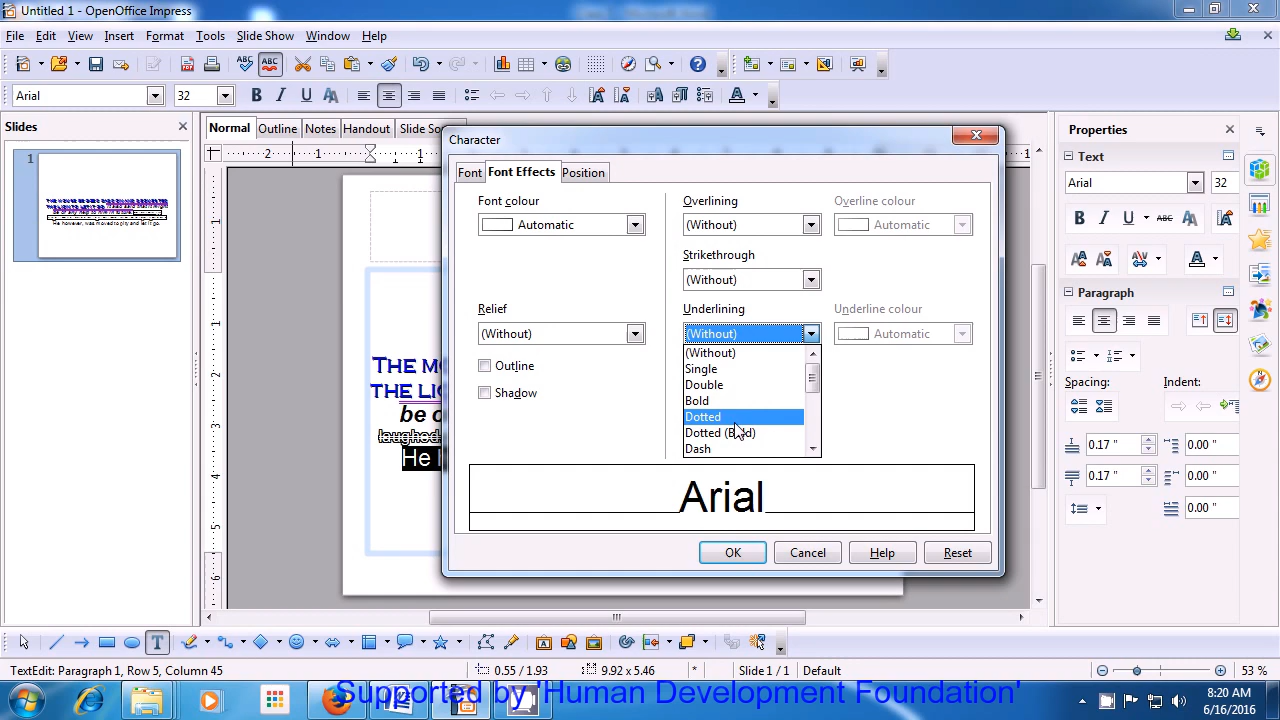 Untitled 1 - OpenOffice Impress
File Edit View Insert Format Tools Slide Show Window Help
Arial 32
Slides
Normal Outline Notes Handout Slide
1
Character
Font Font Effects Position
Font colour
Automatic
Overlining
(Without)
Overline colour
Automatic
Strikethrough
(Without)
Relief
(Without)
Underlining
(Without)
Underline colour
Automatic
(Without)
Single
Double
Bold
Dotted
Dotted (Bold)
Dash
Outline
Shadow
Arial
OK Cancel Help Reset
THE
THE
be
laughed
He
Properties
Text
Arial 32
Paragraph
Spacing: Indent:
0.17 " 0.00 "
0.17 " 0.00 "
0.00 "
TextEdit: Paragraph 1, Row 5, Column 45 0.55 / 1.93 9.92 x 5.46 * Slide 1 / 1 Default 53 %
Supported by 'Human Development Foundation'
8:20 AM
6/16/2016